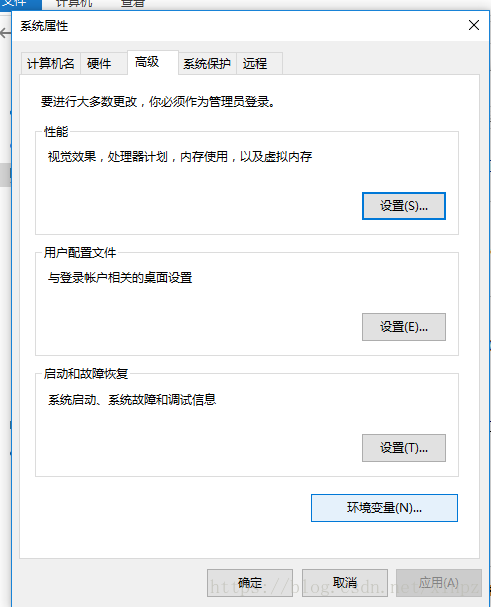 文件 计算机 查看
系统属性
计算机名 硬件 高级 系统保护 远程
要进行大多数更改，你必须作为管理员登录。
性能
视觉效果，处理器计划，内存使用，以及虚拟内存
设置(S)...
用户配置文件
与登录帐户相关的桌面设置
设置(E)...
启动和故障恢复
系统启动、系统故障和调试信息
设置(T)...
环境变量(N)...
确定 取消 应用(A)